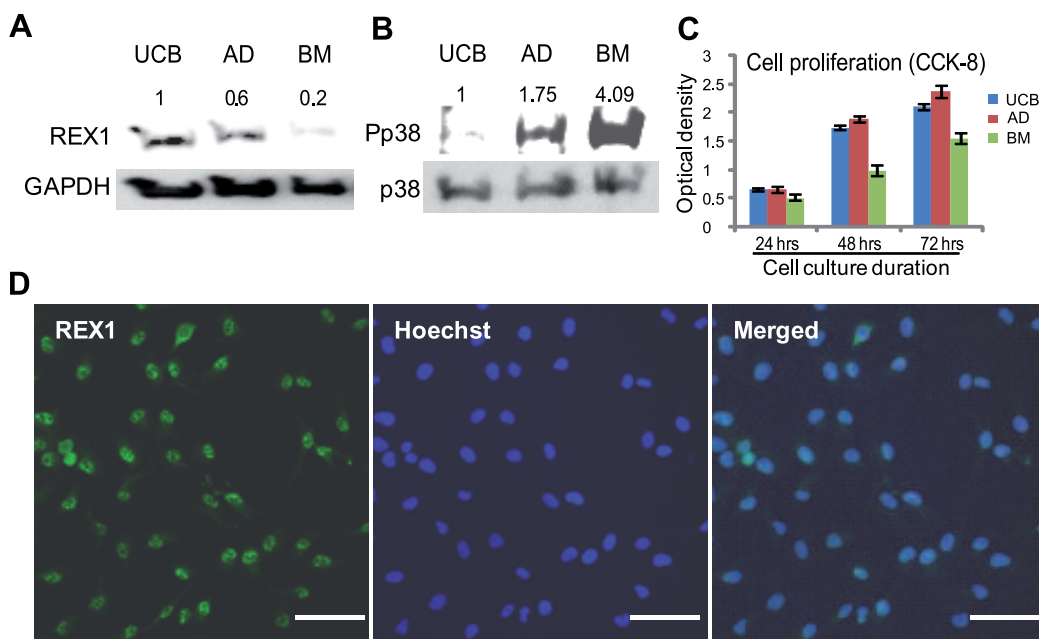 A
UCB AD BM
1 0.6 0.2
REX1
GAPDH
B
UCB AD BM
1 1.75 4.09
Pp38
p38
C
Cell proliferation (CCK-8)
Optical density
3
2.5
2
1.5
1
0.5
0
24 hrs 48 hrs 72 hrs
Cell culture duration
UCB
AD
BM
D
REX1 Hoechst Merged